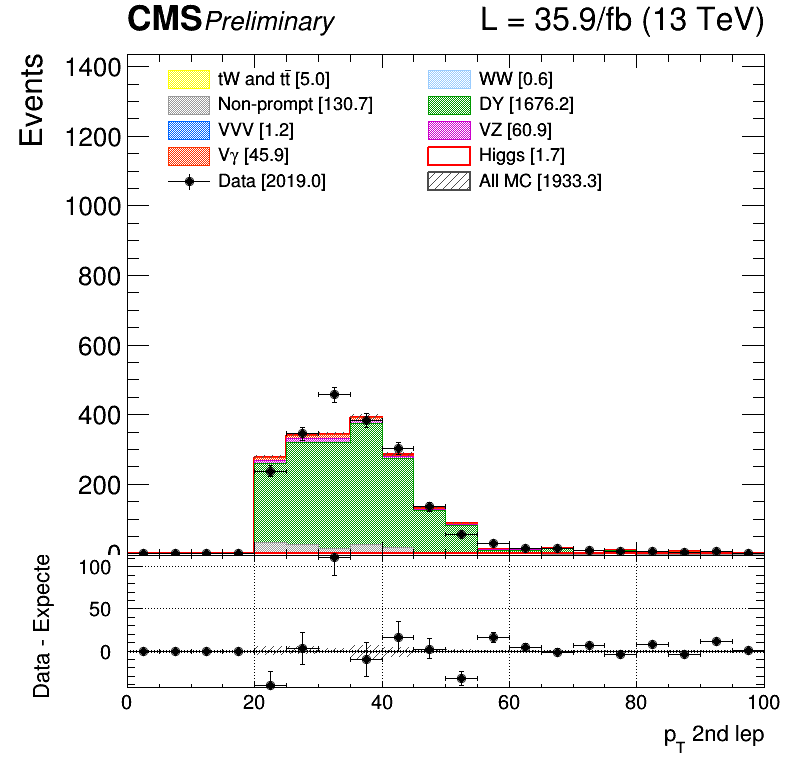 CMS Preliminary L = 35.9/fb (13 TeV)
Events
1400
1200
1000
800
600
400
200
0
tW and tt̄ [5.0]
Non-prompt [130.7]
VVV [1.2]
Vγ [45.9]
Data [2019.0]
WW [0.6]
DY [1676.2]
VZ [60.9]
Higgs [1.7]
All MC [1933.3]
Data - Expecte
100
50
0
0 20 40 60 80 100
p_T 2nd lep